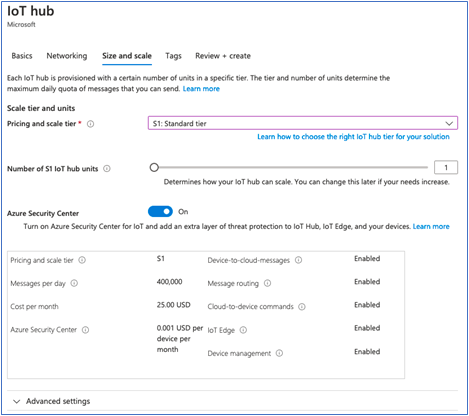 IoT hub
Microsoft
Basics Networking Size and scale Tags Review + create
Each IoT hub is provisioned with a certain number of units in a specific tier. The tier and number of units determine the
maximum daily quota of messages that you can send. Learn more
Scale tier and units
Pricing and scale tier * S1: Standard tier
Learn how to choose the right IoT hub tier for your solution
Number of S1 IoT hub units 1
Determines how your IoT hub can scale. You can change this later if your needs increase.
Azure Security Center On
Turn on Azure Security Center for IoT and add an extra layer of threat protection to IoT Hub, IoT Edge, and your devices. Learn more
Pricing and scale tier S1 Device-to-cloud-messages Enabled
Messages per day 400,000 Message routing Enabled
Cost per month 25.00 USD Cloud-to-device commands Enabled
Azure Security Center 0.001 USD per IoT Edge Enabled
device per
month Device management Enabled
Advanced settings